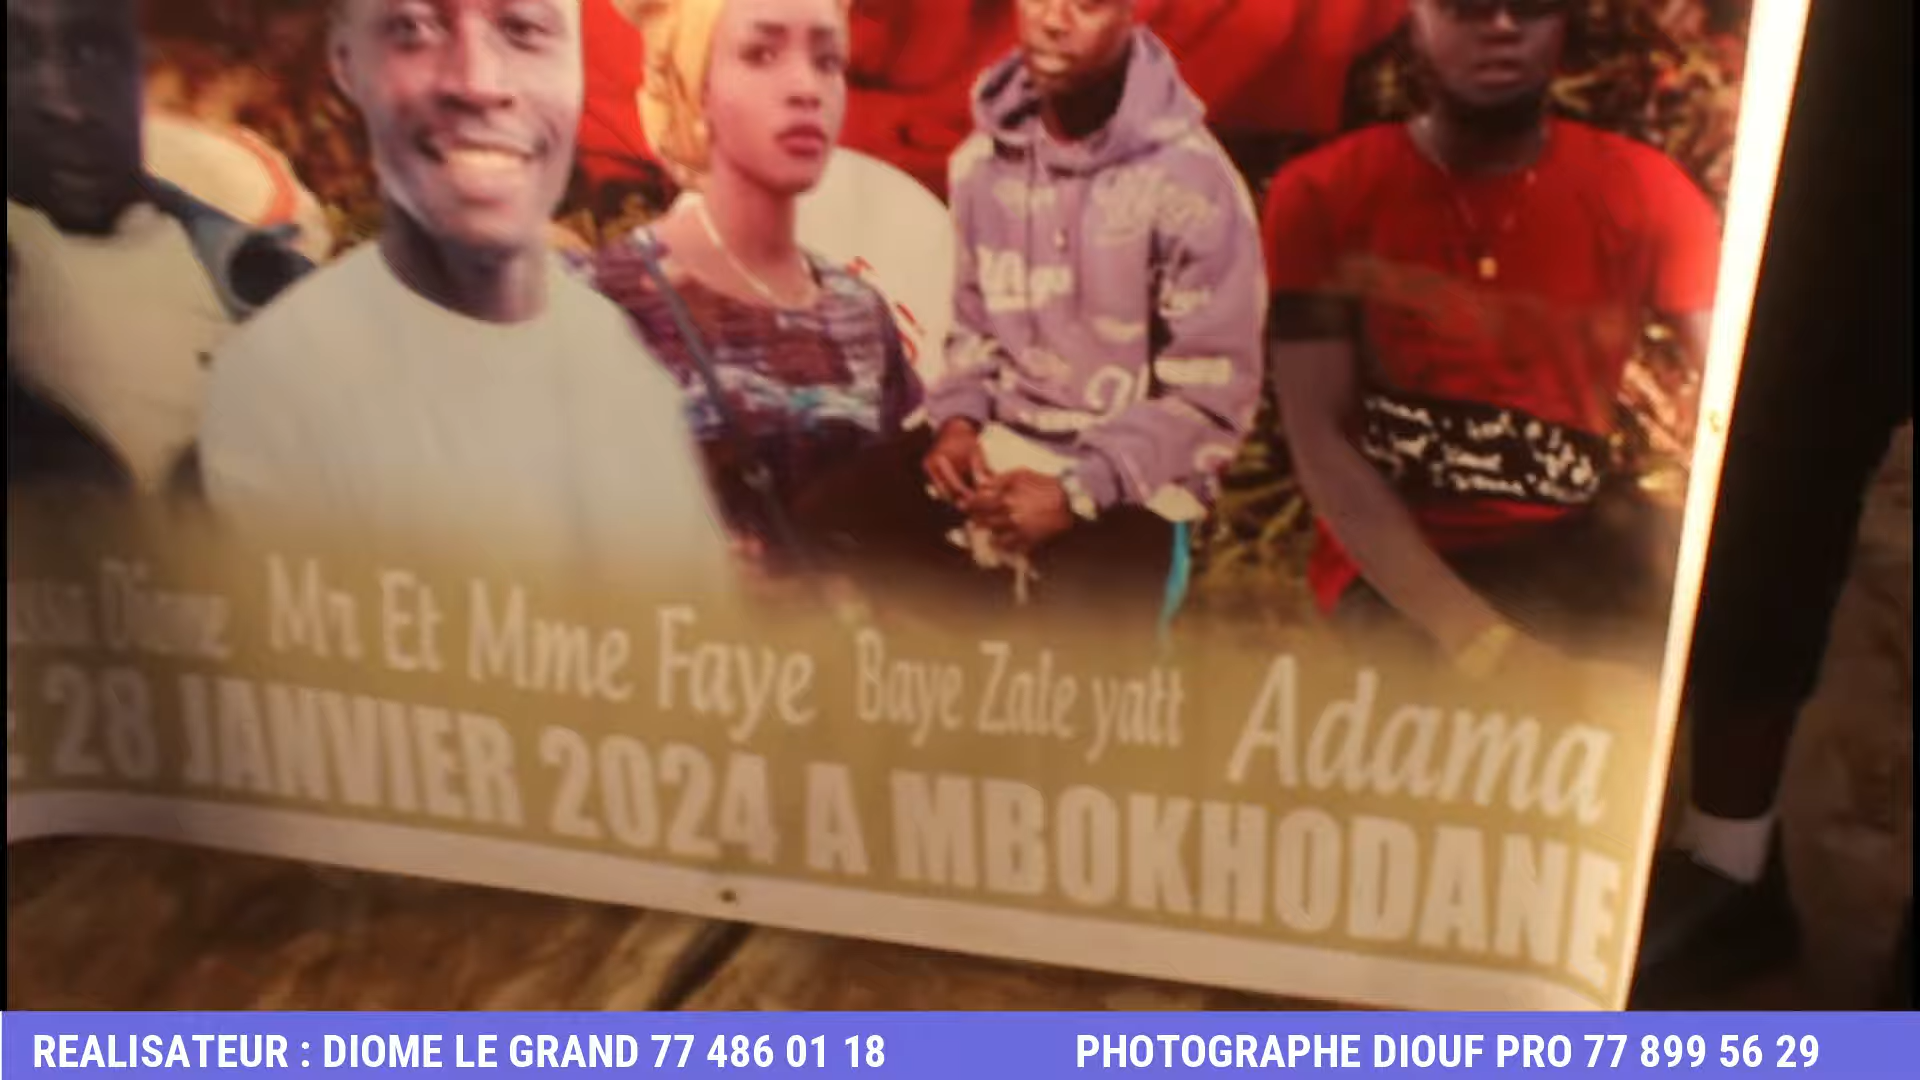 Diome Mr Et Mme Faye Baye Zale yatt Adama
28 JANVIER 2024 A MBOKHODANE
REALISATEUR : DIOME LE GRAND 77 486 01 18 PHOTOGRAPHE DIOUF PRO 77 899 56 29